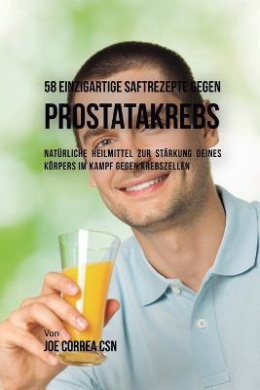 58 EINZIGARTIGE SAFTREZEPTE GEGEN
PROSTATAKREBS
NATÜRLICHE HEILMITTEL ZUR STÄRKUNG DEINES
KÖRPERS IM KAMPF GEGEN KREBSZELLEN
Von
JOE CORREA CSN